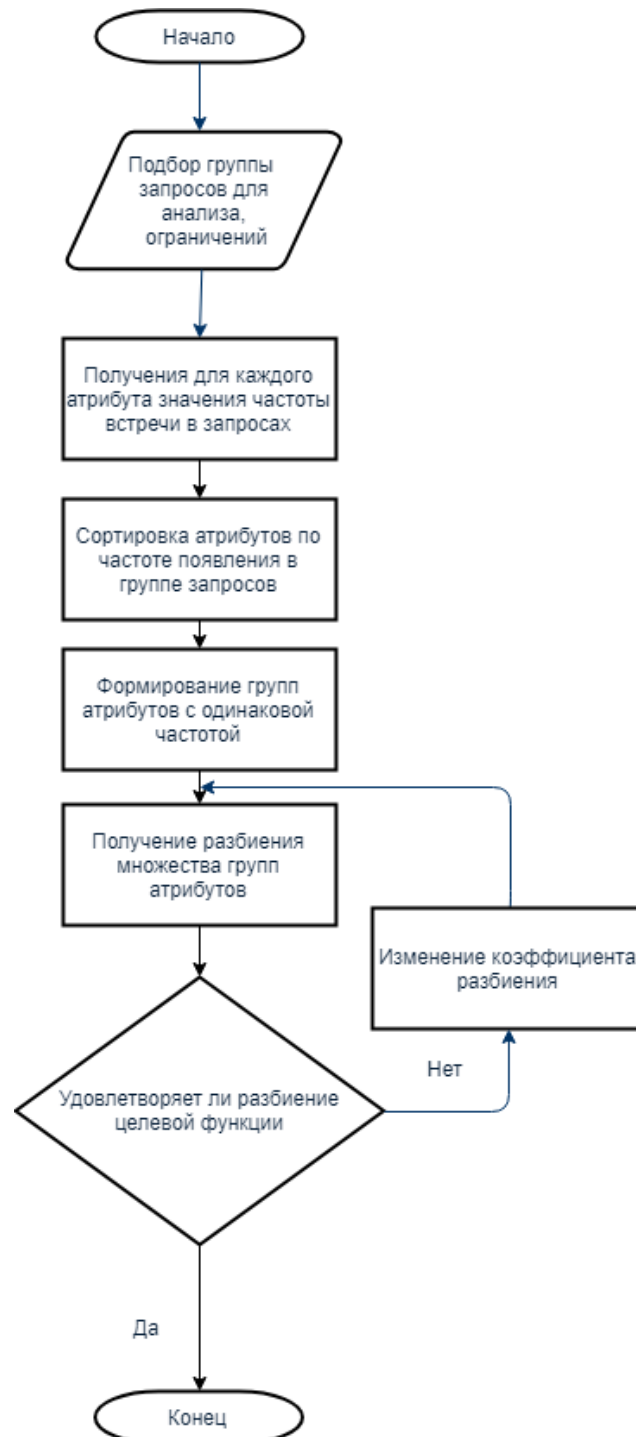 Начало
Подбор группы
запросов для
анализа,
ограничений
Получения для каждого
атрибута значения частоты
встречи в запросах
Сортировка атрибутов по
частоте появления в
группе запросов
Формирование групп
атрибутов с одинаковой
частотой
Получение разбиения
множества групп
атрибутов
Изменение коэффициента
разбиения
Нет
Удовлетворяет ли разбиение
целевой функции
Да
Конец